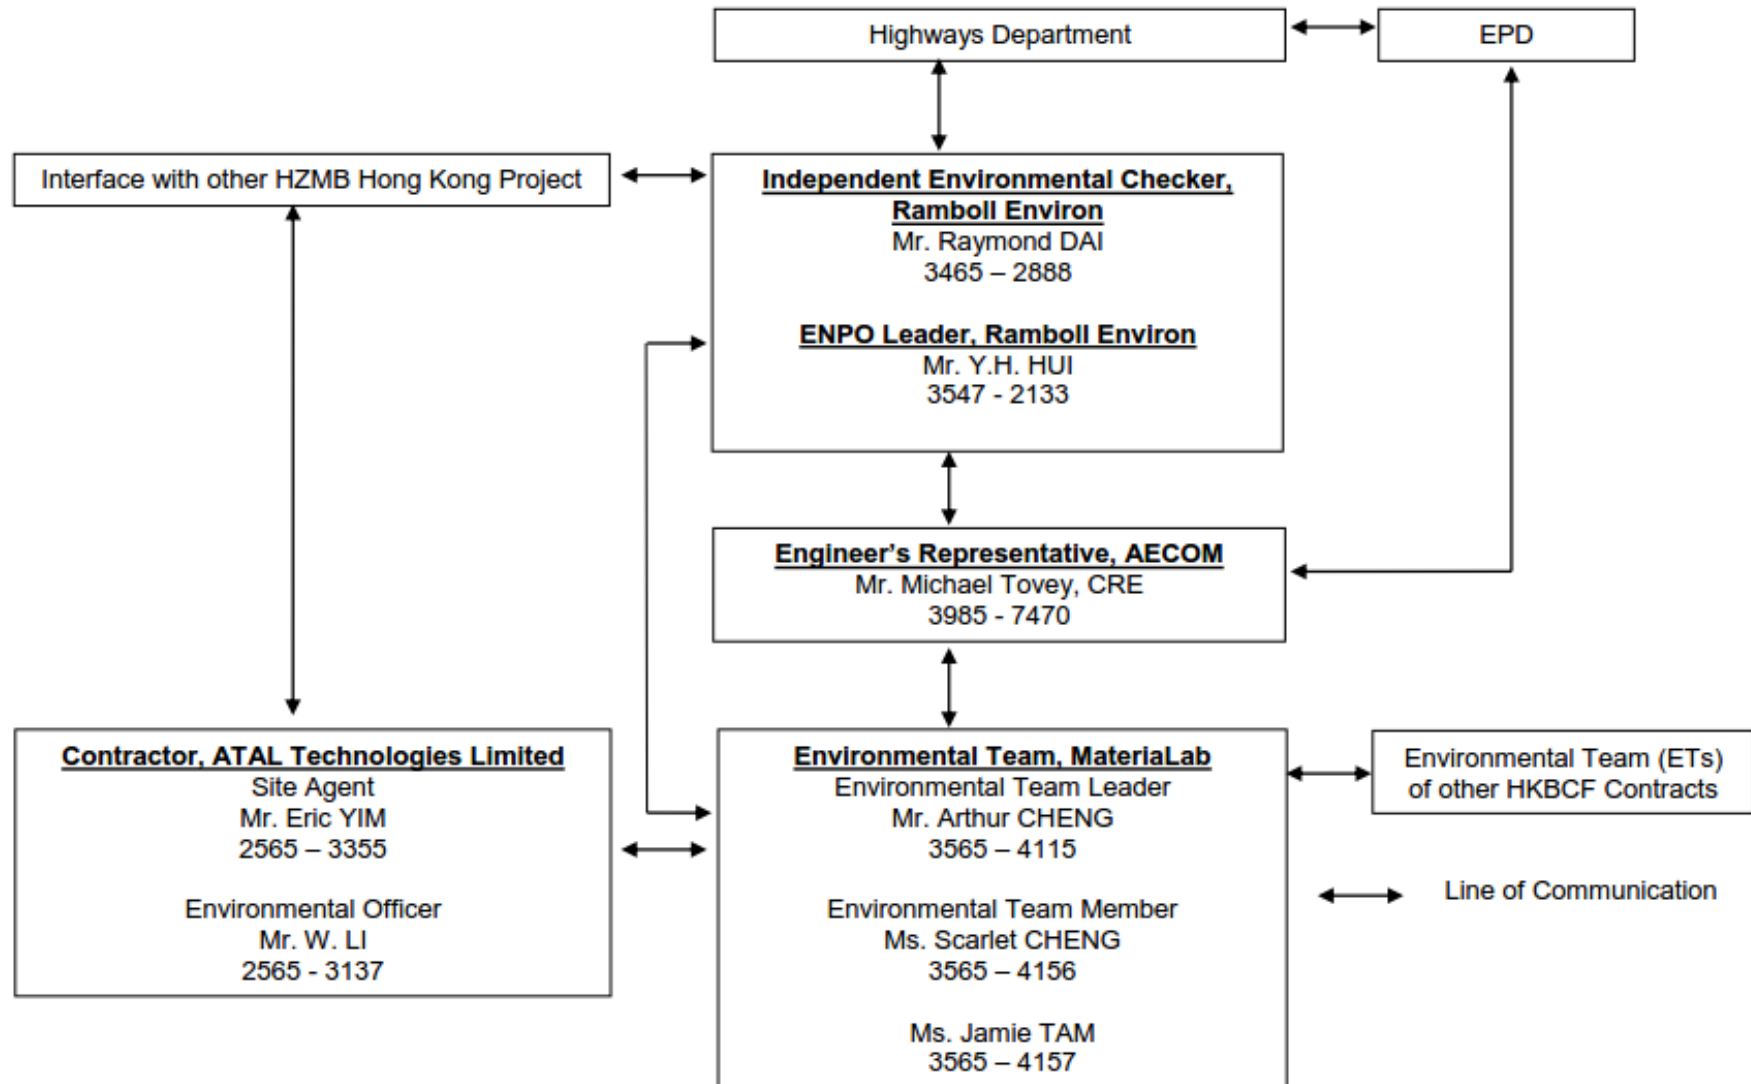 Highways Department
EPD
Interface with other HZMB Hong Kong Project
Independent Environmental Checker,
Ramboll Environ
Mr. Raymond DAI
3465 – 2888
ENPO Leader, Ramboll Environ
Mr. Y.H. HUI
3547 - 2133
Engineer’s Representative, AECOM
Mr. Michael Tovey, CRE
3985 - 7470
Contractor, ATAL Technologies Limited
Site Agent
Mr. Eric YIM
2565 – 3355
Environmental Officer
Mr. W. LI
2565 - 3137
Environmental Team, MateriaLab
Environmental Team Leader
Mr. Arthur CHENG
3565 – 4115
Environmental Team Member
Ms. Scarlet CHENG
3565 – 4156
Ms. Jamie TAM
3565 – 4157
Environmental Team (ETs)
of other HKBCF Contracts
Line of Communication